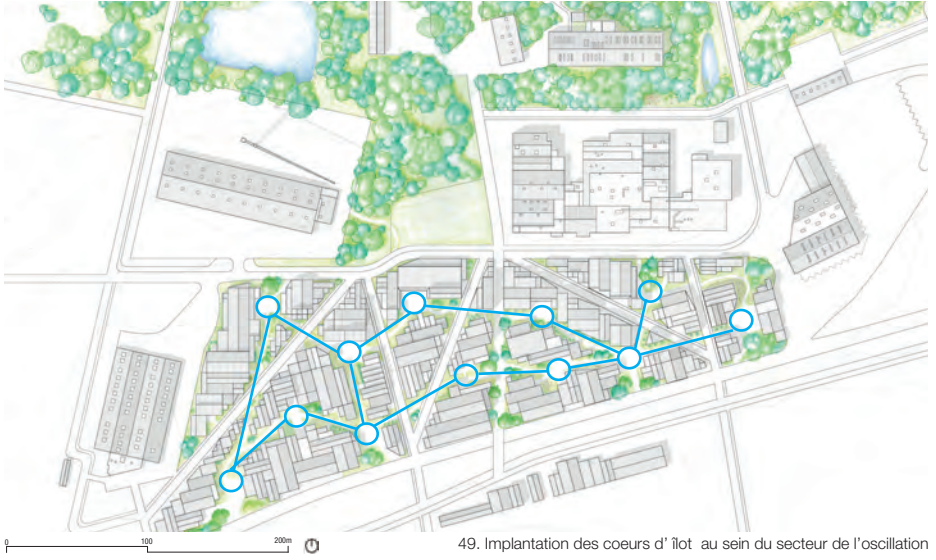 0 100 200m
49. Implantation des coeurs d' îlot au sein du secteur de l'oscillation